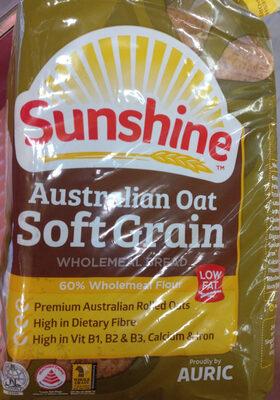 Sunshine
TM
Australian Oat
Soft Grain
WHOLEMEAL BREAD
60% Wholemeal Flour
LOW
FAT
Premium Australian Rolled Oats
High in Dietary Fibre
High in Vit B1, B2 & B3, Calcium & Iron
Proudly by
AURIC